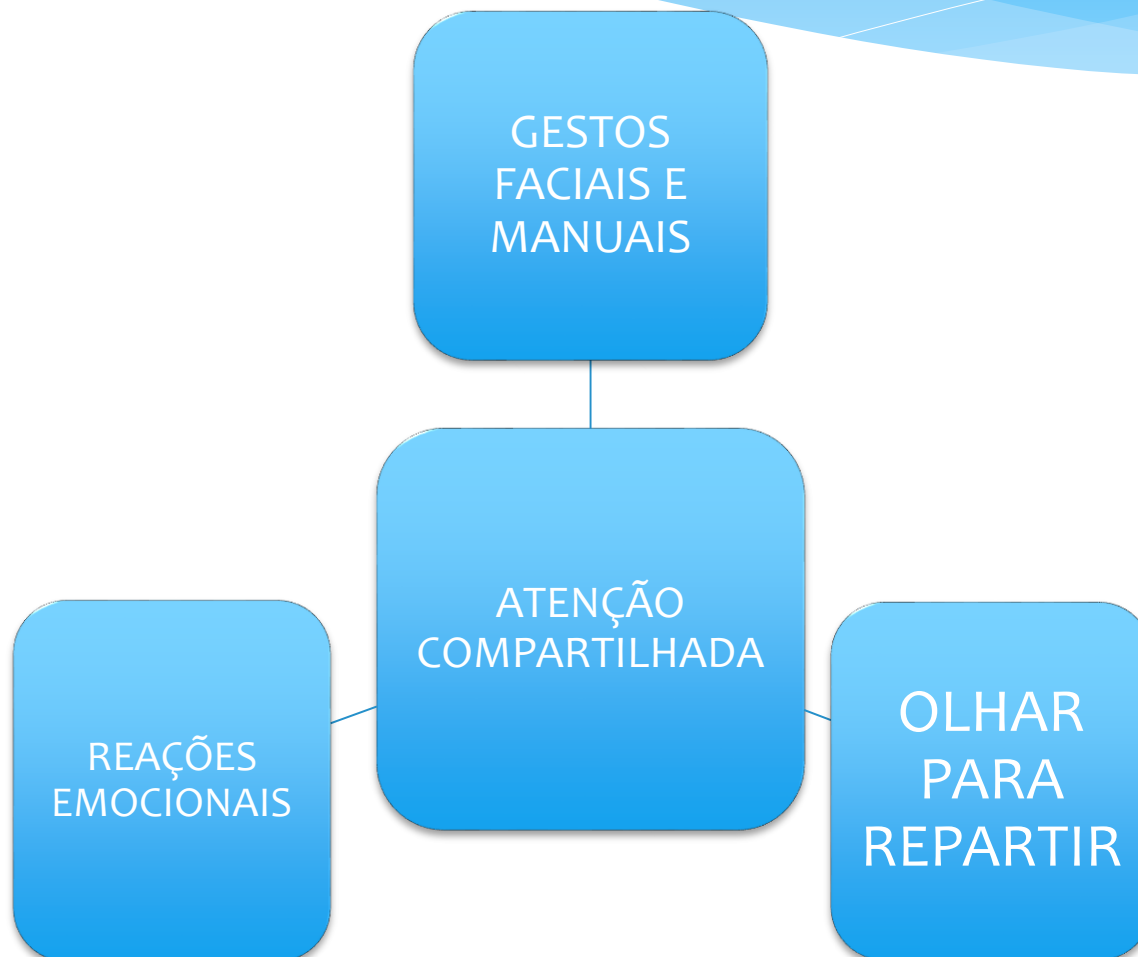 GESTOS
FACIAIS E
MANUAIS
ATENÇÃO
COMPARTILHADA
REAÇÕES
EMOCIONAIS
OLHAR
PARA
REPARTIR